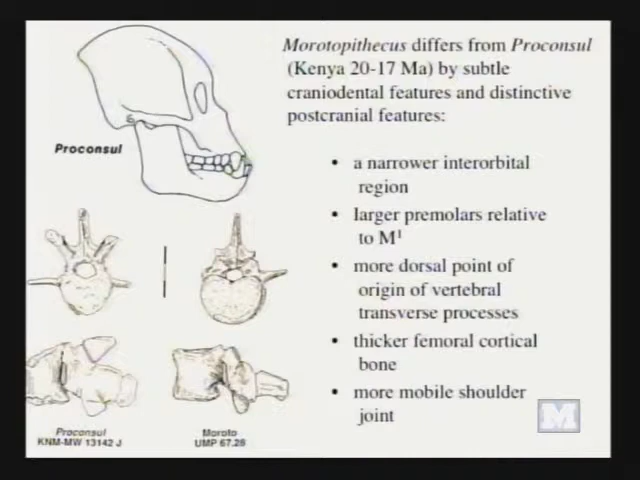 Morotopithecus differs from Proconsul
(Kenya 20-17 Ma) by subtle
craniodental features and distinctive
postcranial features:
Proconsul
• a narrower interorbital
region
• larger premolars relative
to M¹
• more dorsal point of
origin of vertebral
transverse processes
• thicker femoral cortical
bone
• more mobile shoulder
joint
Proconsul
KNM-MW 13142 J
Moroto
UMP 67.28
M